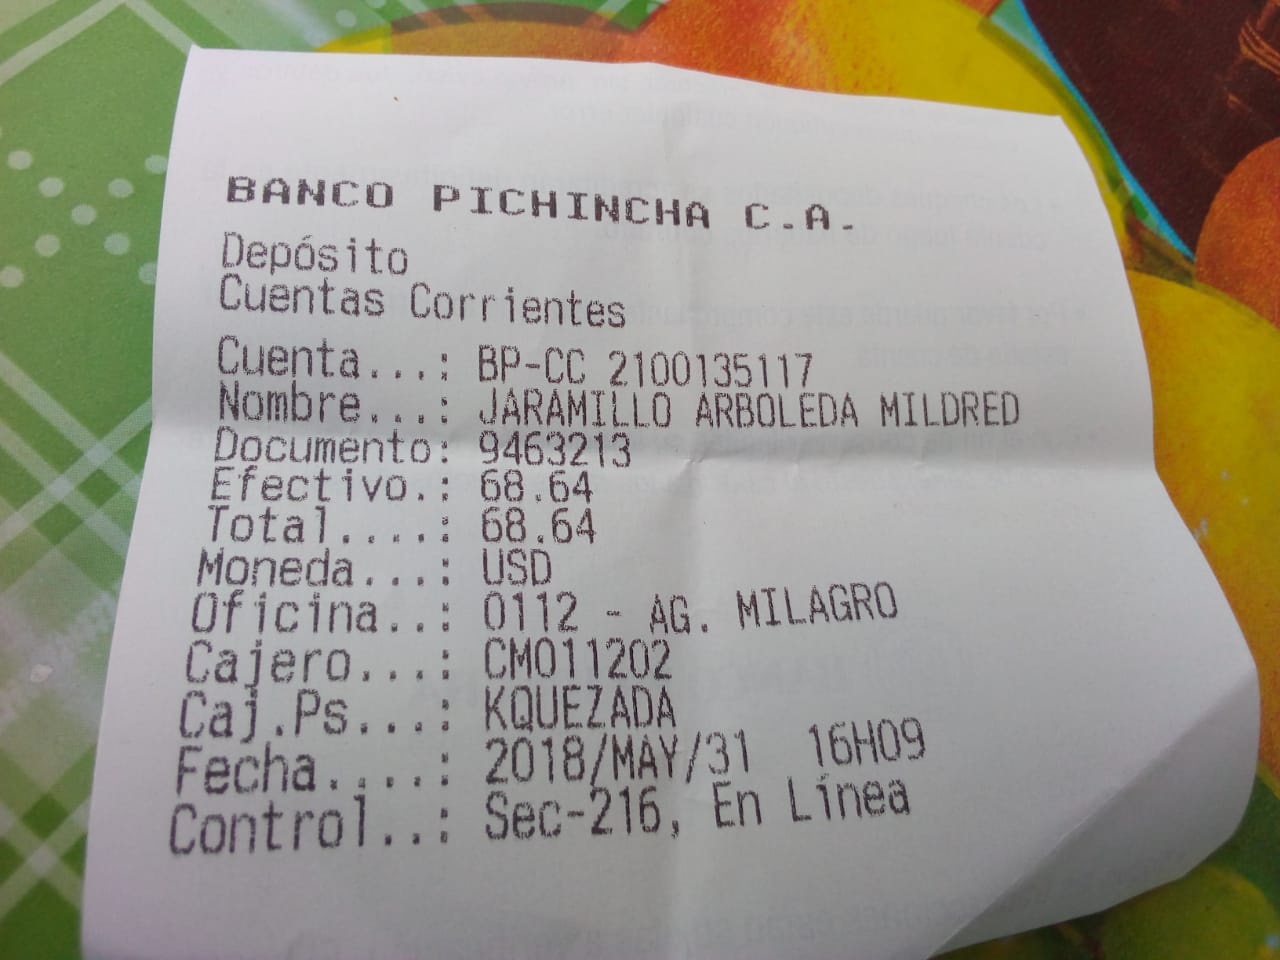 BANCO PICHINCHA C.A.
Depósito
Cuentas Corrientes
Cuenta...: BP-CC 2100135117
Nombre...: JARAMILLO ARBOLEDA MILDRED
Documento: 9463213
Efectivo.: 68.64
Total....: 68.64
Moneda...: USD
Oficina..: 0112 - AG. MILAGRO
Cajero...: CM011202
Caj.Ps...: KQUEZADA
Fecha....: 2018/MAY/31 16H09
Control..: Sec-216, En Línea